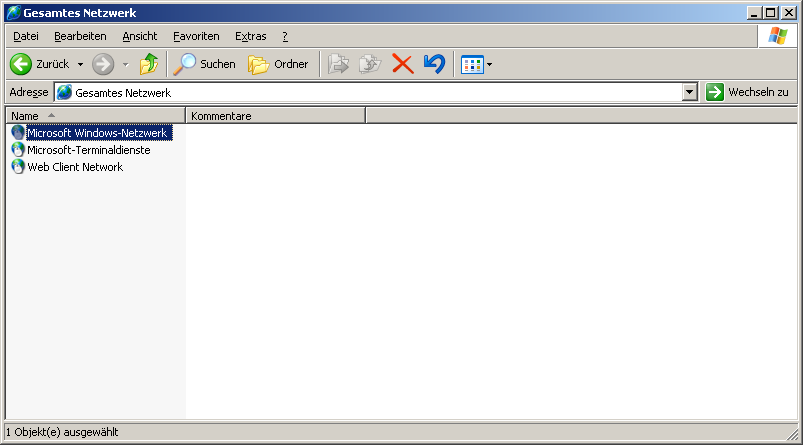 Gesamtes Netzwerk
Datei Bearbeiten Ansicht Favoriten Extras ?
Zurück Suchen Ordner
Adresse Gesamtes Netzwerk Wechseln zu
Name Kommentare
Microsoft Windows-Netzwerk
Microsoft-Terminaldienste
Web Client Network
1 Objekt(e) ausgewählt